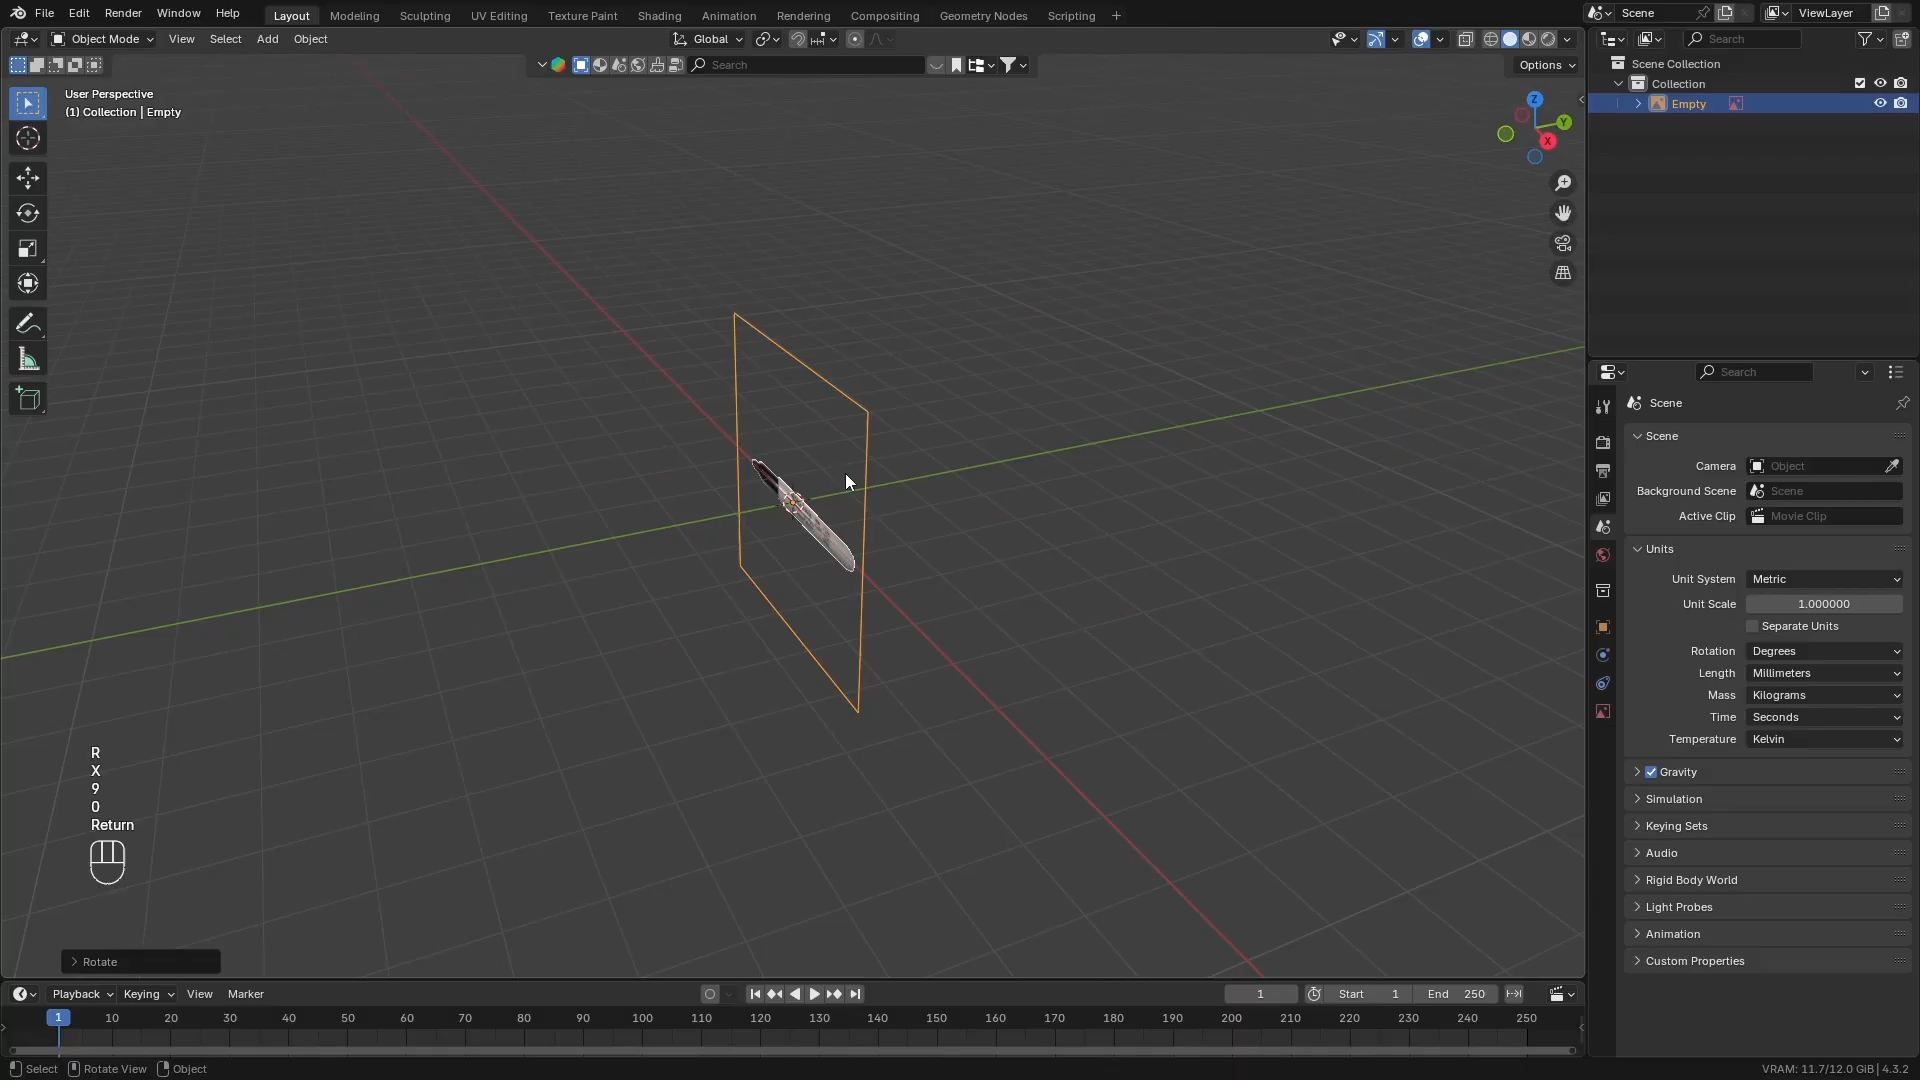 File Edit Render Window Help
Layout Modeling Sculpting UV Editing Texture Paint Shading Animation Rendering Compositing Geometry Nodes Scripting +
Scene
ViewLayer
Object Mode View Select Add Object
Global
Search
Options
User Perspective
(1) Collection | Empty
Z
Y
X
Search
Scene Collection
Collection
Empty
Search
Scene
Scene
Camera Object
Background Scene Scene
Active Clip Movie Clip
Units
Unit System Metric
Unit Scale 1.000000
Separate Units
Rotation Degrees
Length Millimeters
Mass Kilograms
Time Seconds
Temperature Kelvin
Gravity
Simulation
Keying Sets
Audio
Rigid Body World
Light Probes
Animation
Custom Properties
R
X
9
0
Return
Rotate
Playback Keying View Marker
1 Start 1 End 250
1 10 20 30 40 50 60 70 80 90 100 110 120 130 140 150 160 170 180 190 200 210 220 230 240 250
Select Rotate View Object
VRAM: 11.7/12.0 GiB | 4.3.2